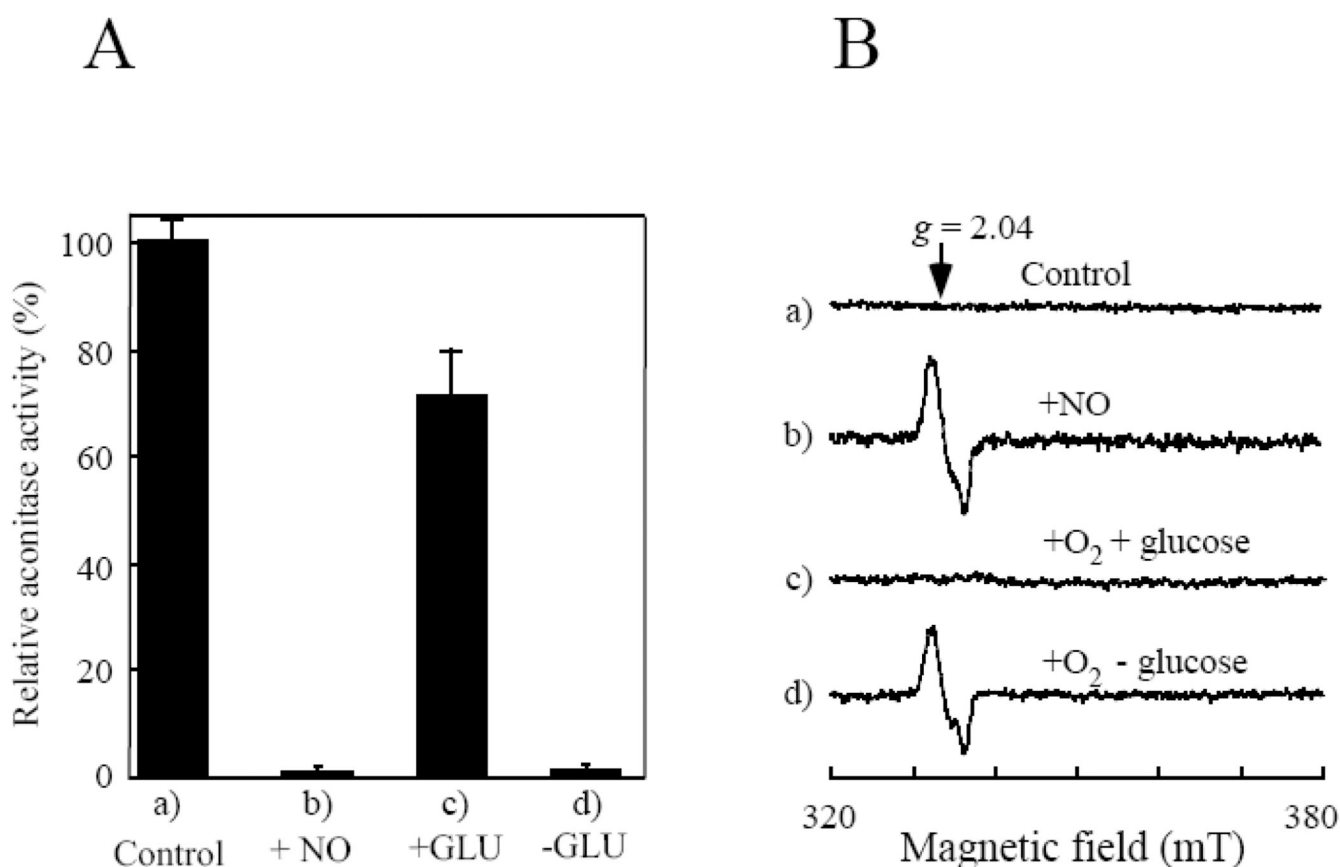 A
B
Relative aconitase activity (%)
100
80
60
40
20
0
a)
b)
c)
d)
Control
+ NO
+GLU
-GLU
g = 2.04
Control
a)
+NO
b)
+O2 + glucose
c)
+O2 - glucose
d)
320
380
Magnetic field (mT)